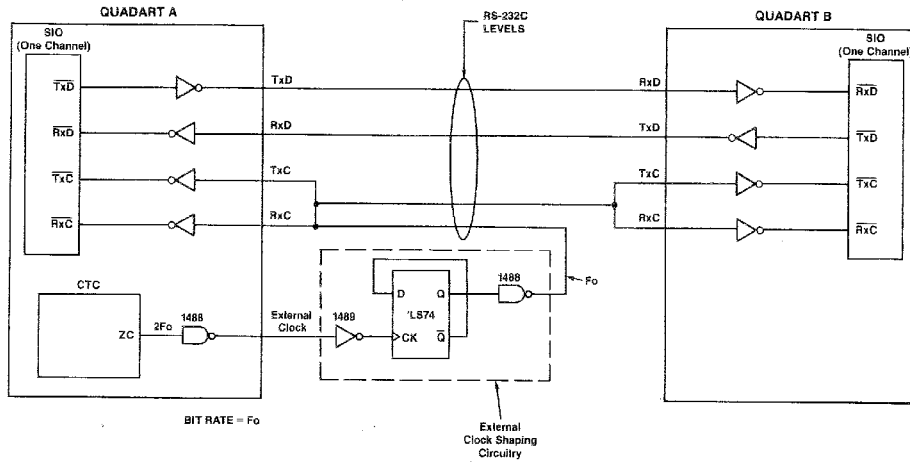 QUADART A
RS-232C
LEVELS
QUADART B
SIO
(One Channel)
SIO
(One Channel)
TxD
TxD
RxD
RxD
RxD
RxD
TxD
TxD
TxC
TxC
TxC
TxC
RxC
RxC
RxC
RxC
CTC
ZC
2Fo
1488
External
Clock
1489
D
Q
'LS74
CK
Q
1488
Fo
BIT RATE = Fo
External
Clock Shaping
Circuitry